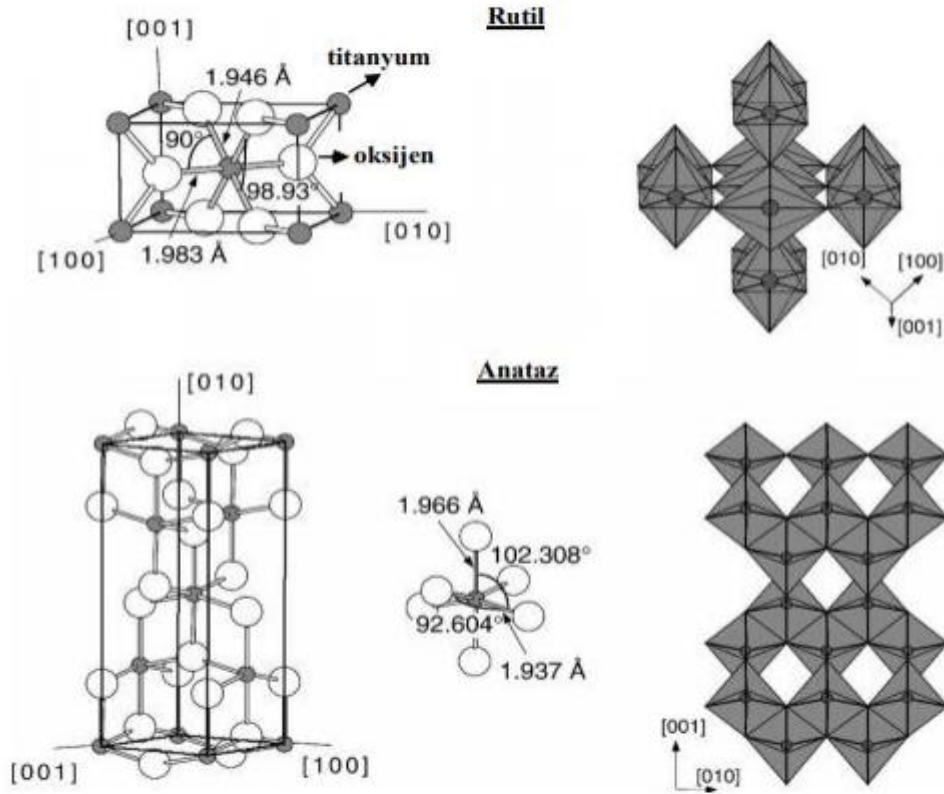 Rutil
[001]
titanyum
1.946 Å
90°
oksijen
98.93°
[010]
[100]
1.983 Å
[010]
[100]
[001]
Anataz
[010]
1.966 Å
102.308°
92.604°
1.937 Å
[001]
[100]
[001]
[010]